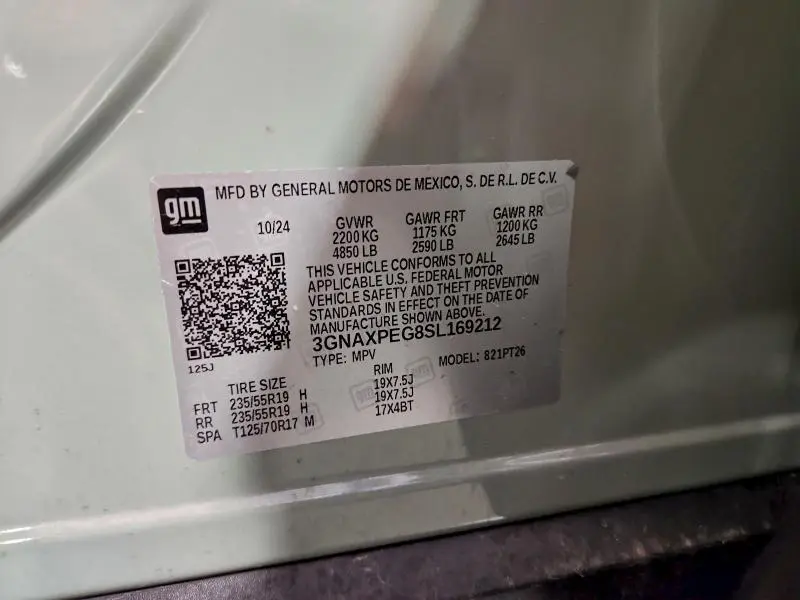 gm
MFD BY GENERAL MOTORS DE MEXICO, S. DE R.L. DE C.V.
10/24 GVWR GAWR FRT GAWR RR
2200 KG 1175 KG 1200 KG
4850 LB 2590 LB 2645 LB
THIS VEHICLE CONFORMS TO ALL
APPLICABLE U.S. FEDERAL MOTOR
VEHICLE SAFETY AND THEFT PREVENTION
STANDARDS IN EFFECT ON THE DATE OF
MANUFACTURE SHOWN ABOVE.
3GNAXPEG8SL169212
125J
TYPE: MPV MODEL: 821PT26
TIRE SIZE RIM
FRT 235/55R19 H 19X7.5J
RR 235/55R19 H 19X7.5J
SPA T125/70R17 M 17X4BT